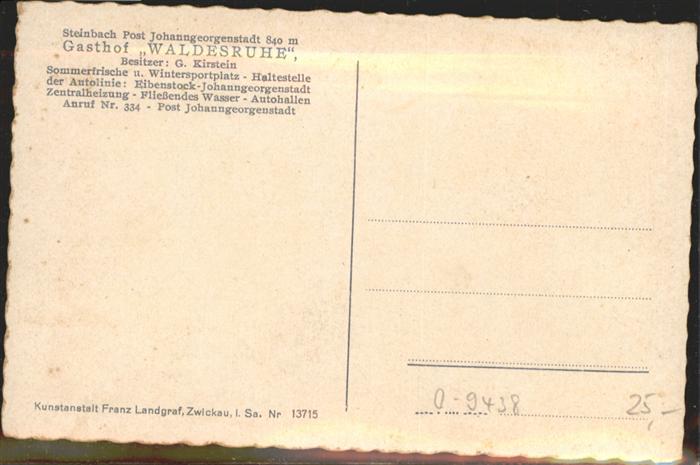 Steinbach Post Johanngeorgenstadt 840 m
Gasthof „WALDESRUHE“,
Besitzer: G. Kirstein
Sommerfrische u. Wintersportplatz - Haltestelle
der Autolinie: Eibenstock-Johanngeorgenstadt
Zentralheizung - Fließendes Wasser - Autohallen
Anruf Nr. 334 - Post Johanngeorgenstadt
Kunstanstalt Franz Landgraf, Zwickau, I. Sa. Nr 13715
0-9438
25,-